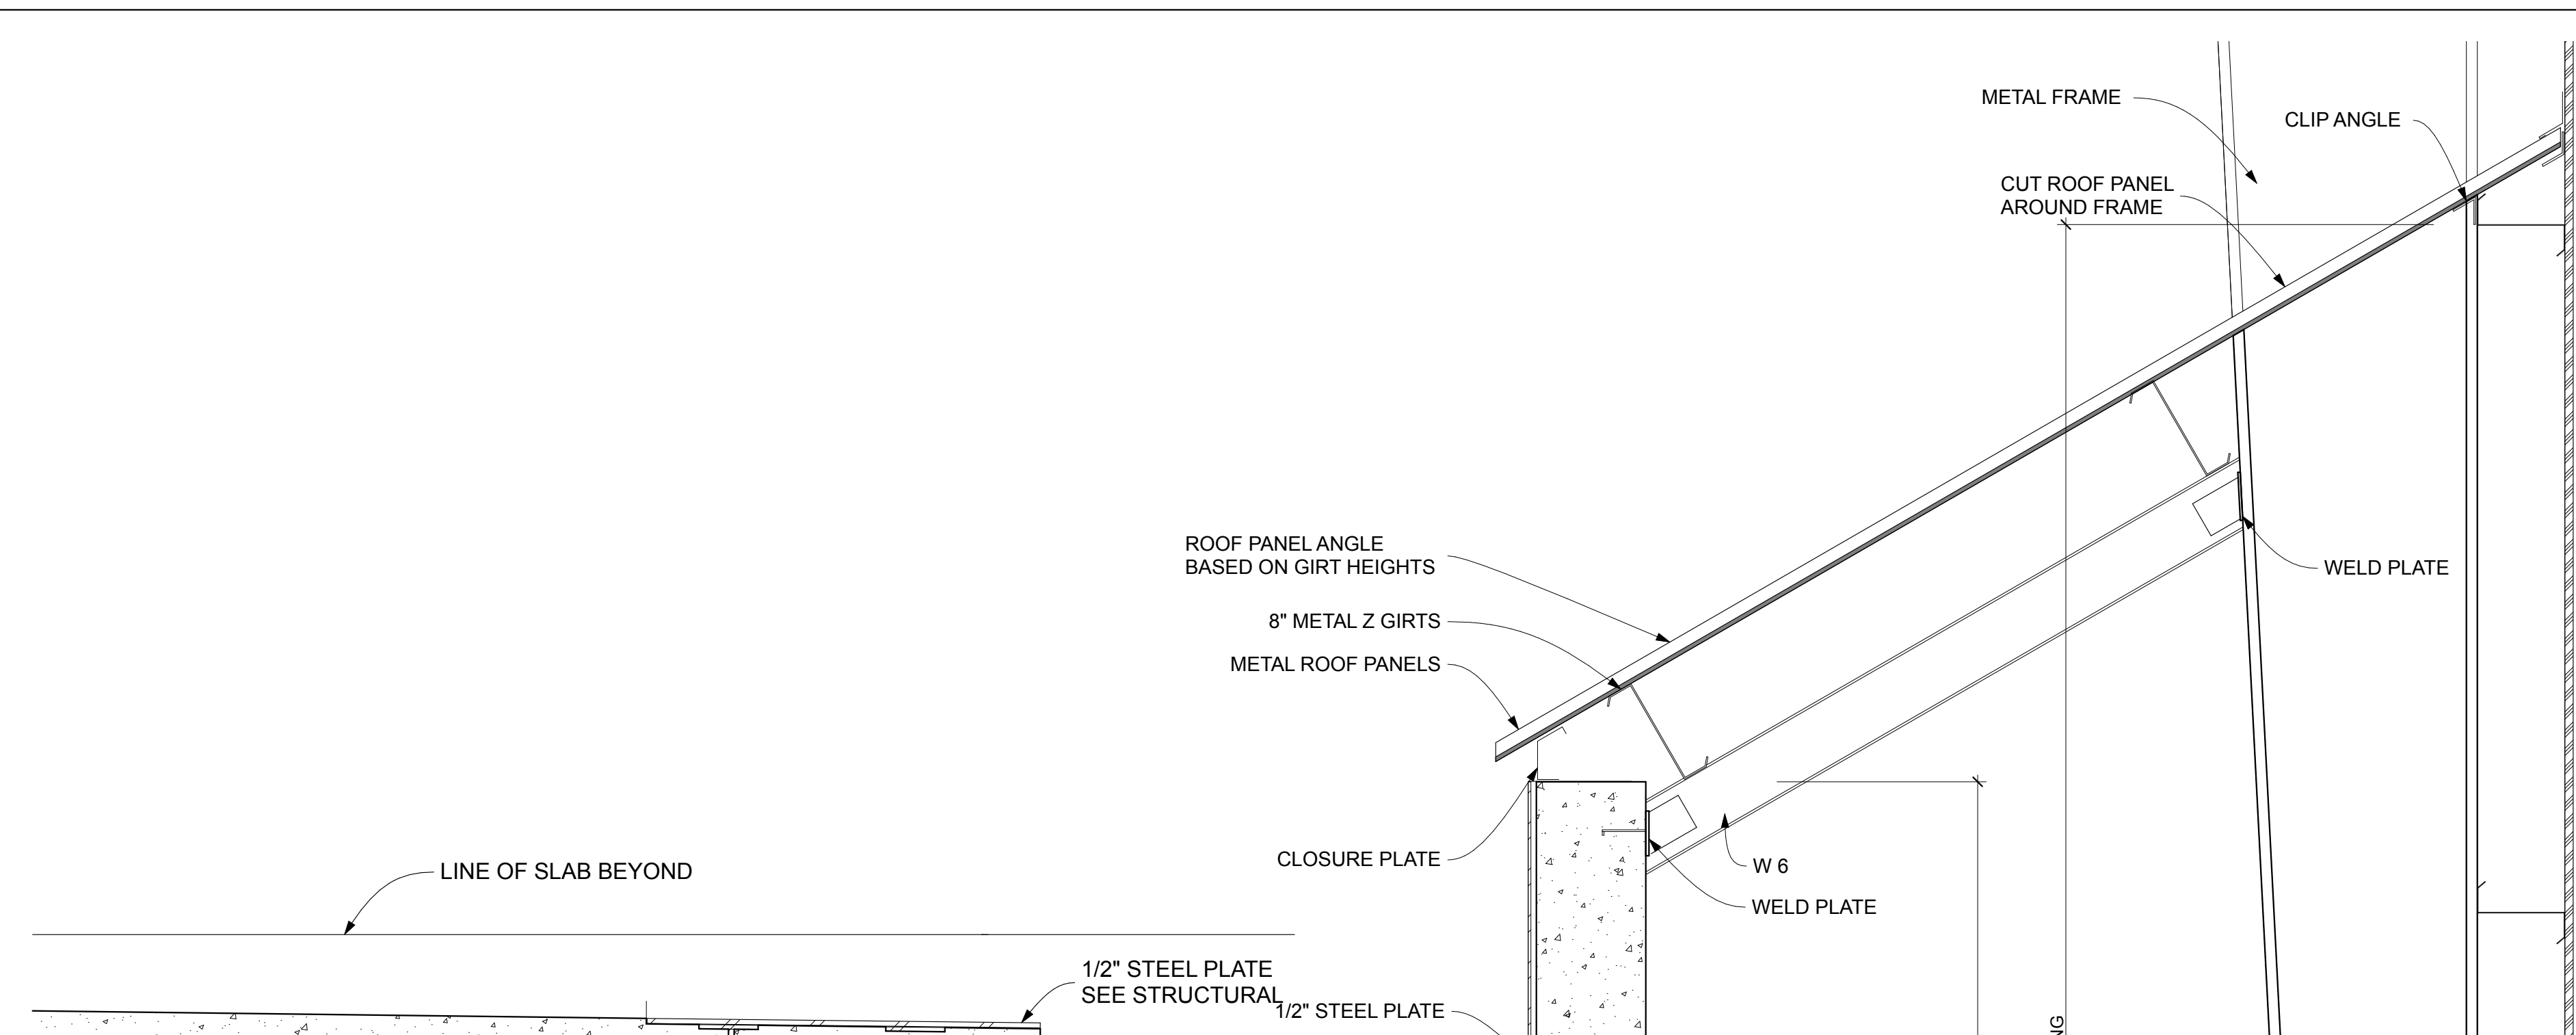 METAL FRAME
CLIP ANGLE
CUT ROOF PANEL
AROUND FRAME
ROOF PANEL ANGLE
BASED ON GIRT HEIGHTS
WELD PLATE
8" METAL Z GIRTS
METAL ROOF PANELS
CLOSURE PLATE
W 6
LINE OF SLAB BEYOND
WELD PLATE
1/2" STEEL PLATE
SEE STRUCTURAL
1/2" STEEL PLATE
NG